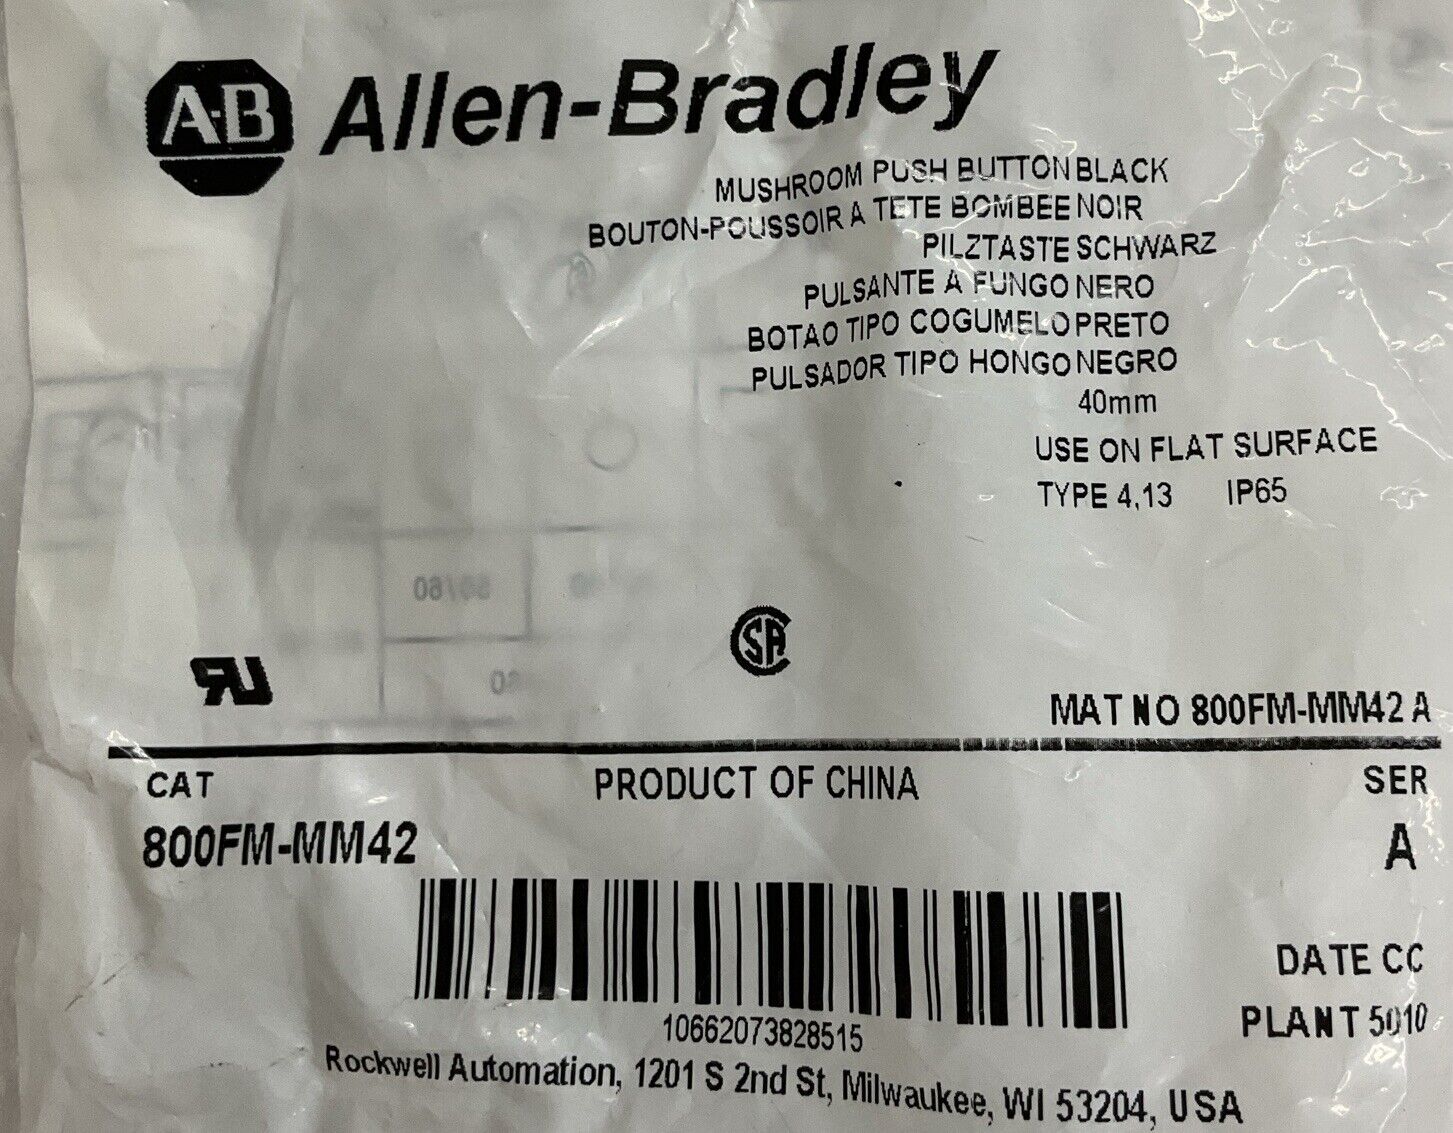 A-B Allen-Bradley
MUSHROOM PUSH BUTTON BLACK
BOUTON-POUSSOIR A TETE BOMBEE NOIR
PILZTASTE SCHWARZ
PULSANTE A FUNGO NERO
BOTAO TIPO COGUMELO PRETO
PULSADOR TIPO HONGO NEGRO
40mm
USE ON FLAT SURFACE
TYPE 4,13 IP65
MAT NO 800FM-MM42 A
CAT PRODUCT OF CHINA SER
800FM-MM42 A
DATE CC
PLANT 5010
10662073828515
Rockwell Automation, 1201 S 2nd St, Milwaukee, WI 53204, USA